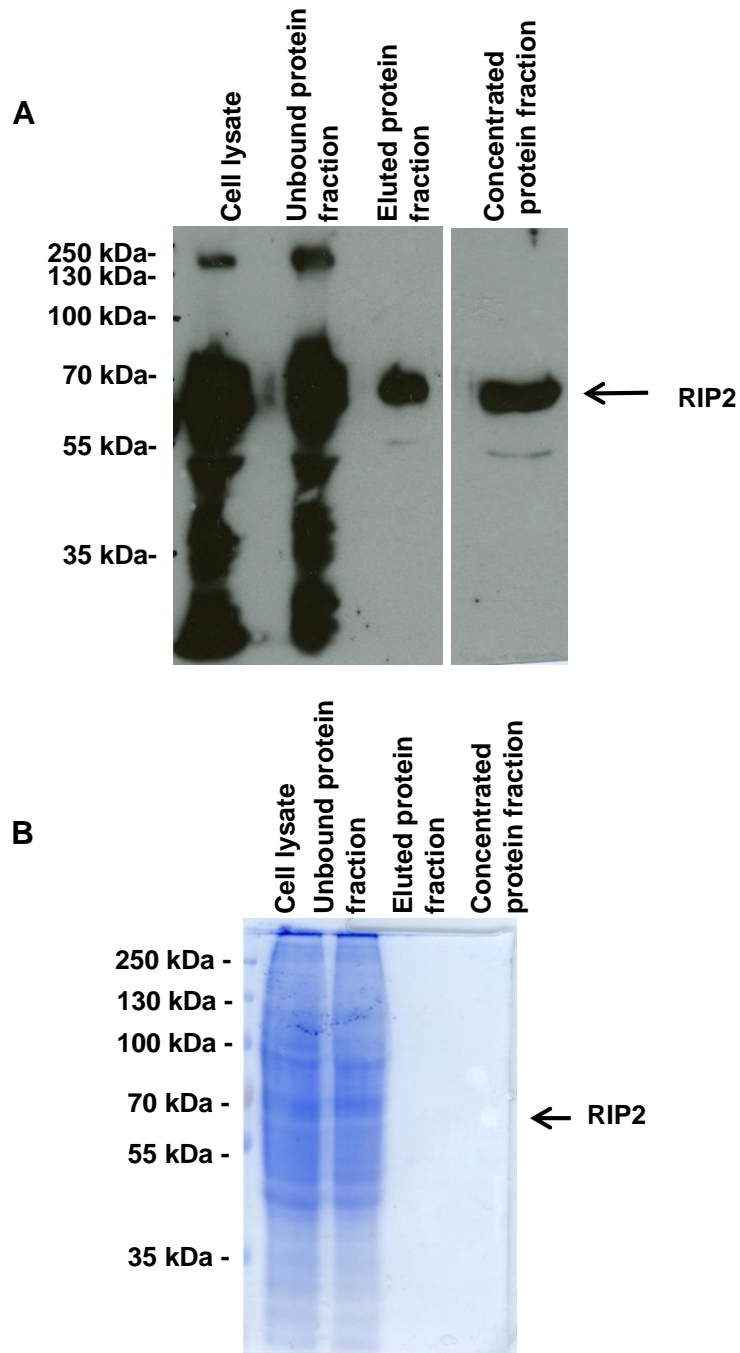 A
Cell lysate
Unbound protein
fraction
Eluted protein
fraction
Concentrated
protein fraction
250 kDa-
130 kDa-
100 kDa-
70 kDa-
55 kDa-
35 kDa-
RIP2
B
Cell lysate
Unbound protein
fraction
Eluted protein
fraction
Concentrated
protein fraction
250 kDa -
130 kDa -
100 kDa -
70 kDa -
55 kDa -
35 kDa -
RIP2